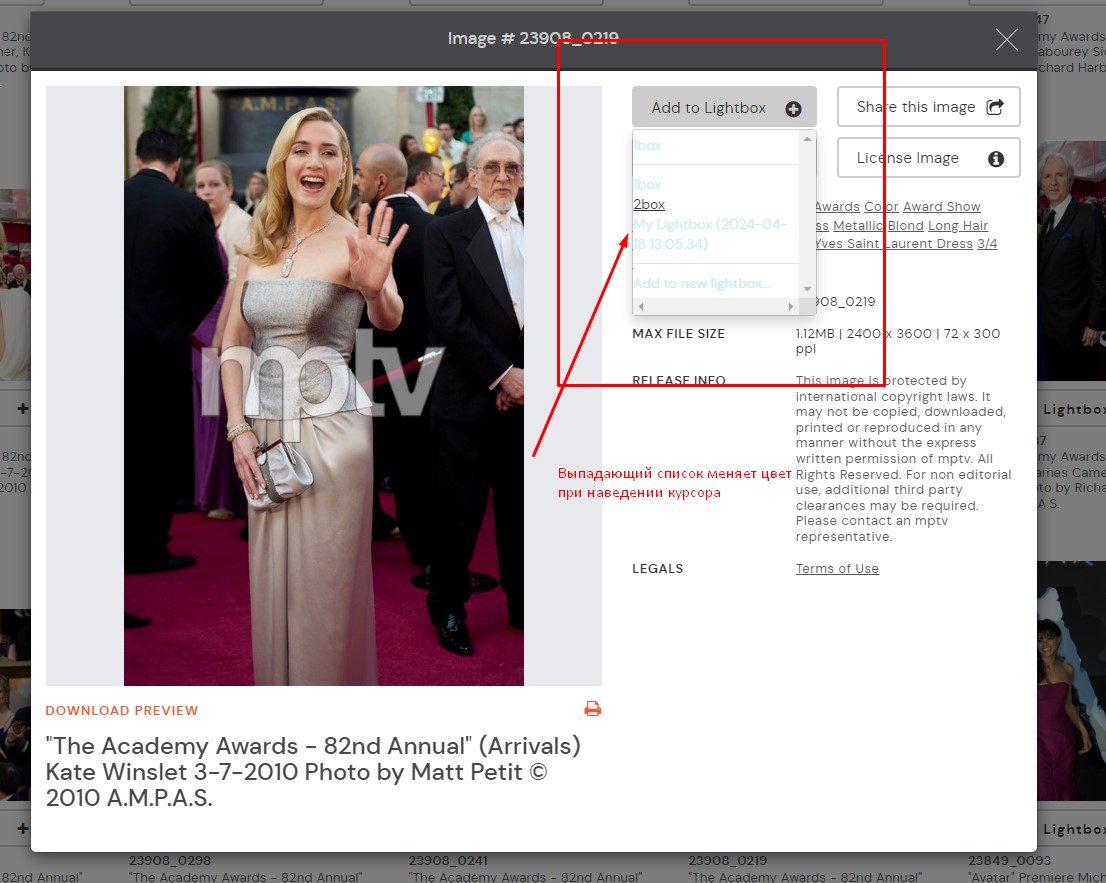 Image # 23908_0219
Add to Lightbox
Share this image
License Image
1box
1box
2box
My Lightbox (2024-04-
18 13:05:34)
Add to new lightbox...
Awards Color Award Show
ss Metallic Blond Long Hair
Yves Saint Laurent Dress 3/4
908_0219
MAX FILE SIZE
1.12MB | 2400 x 3600 | 72 x 300
ppi
RELEASE INFO
This image is protected by
international copyright laws. It
may not be copied, downloaded,
printed or reproduced in any
manner without the express
written permission of mptv. All
Rights Reserved. For non editorial
use, additional third party
clearances may be required.
Please contact an mptv
representative.
LEGALS
Terms of Use
Выпадающий список меняет цвет
при наведении курсора
A.M.P.A.S.
mptv
DOWNLOAD PREVIEW
"The Academy Awards - 82nd Annual" (Arrivals)
Kate Winslet 3-7-2010 Photo by Matt Petit ©
2010 A.M.P.A.S.
82nd
ner, K
oto b
47
my Awards
abourey Si
chard Harb
+
82nd
-7-20
2010
Lightbo
37
my Awards
ames Came
to by Richa
A.S.
+
Lightbo
23908_0298
"The Academy Awards - 82nd Annual"
23908_0241
"The Academy Awards - 82nd Annual"
23908_0219
"The Academy Awards - 82nd Annual"
23849_0093
"Avatar" Premiere Mich
82nd Annual"